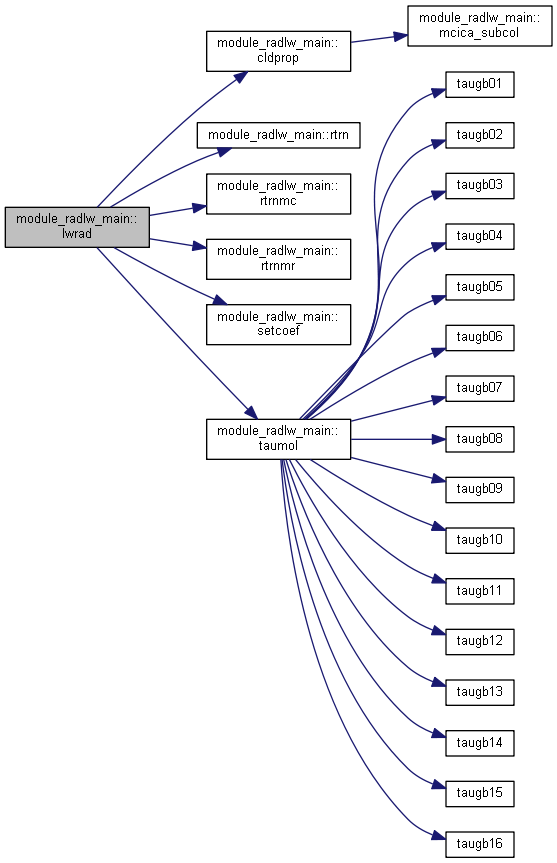 module_radlw_main::
lwrad
module_radlw_main::
cldprop
module_radlw_main::
mcica_subcol
module_radlw_main::rtrn
module_radlw_main::
rtrnmc
module_radlw_main::
rtrnmr
module_radlw_main::
setcoef
module_radlw_main::
taumol
taugb01
taugb02
taugb03
taugb04
taugb05
taugb06
taugb07
taugb08
taugb09
taugb10
taugb11
taugb12
taugb13
taugb14
taugb15
taugb16